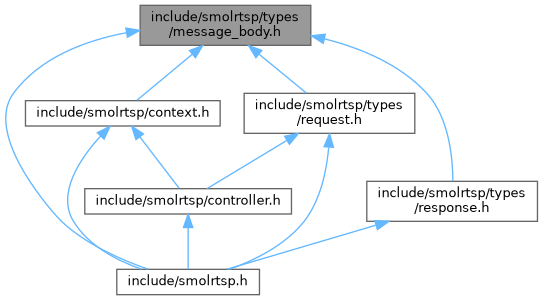 include/smolrtsp/types
/message_body.h
include/smolrtsp/context.h
include/smolrtsp/types
/request.h
include/smolrtsp/controller.h
include/smolrtsp/types
/response.h
include/smolrtsp.h